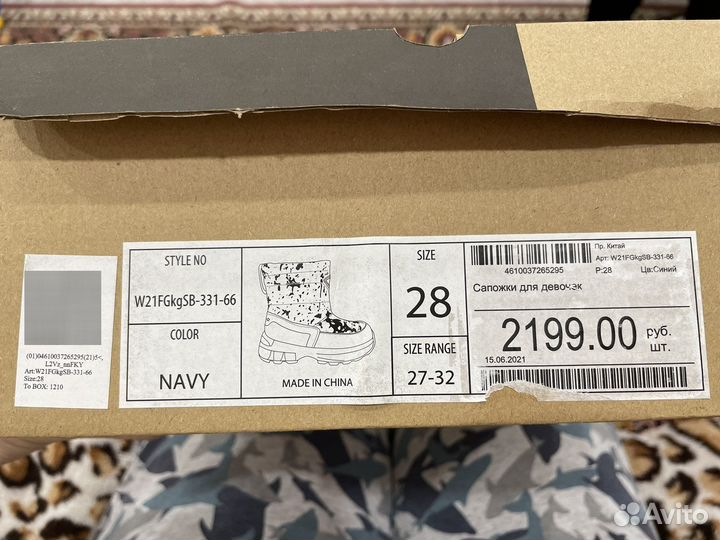 (01)04610037265295(21)5<,
L2Vz_nnFKY
Art:W21FGkgSB-331-66
Size:28
To BOX: 1210
STYLE NO
W21FGkgSB-331-66
COLOR
NAVY
MADE IN CHINA
SIZE
28
SIZE RANGE
27-32
Пр. Китай
4610037265295
Арт: W21FGkgSB-331-66
Р:28 Цв:Синий
Сапожки для девочэк
2199.00 руб.
шт.
15.06.2021
Avito